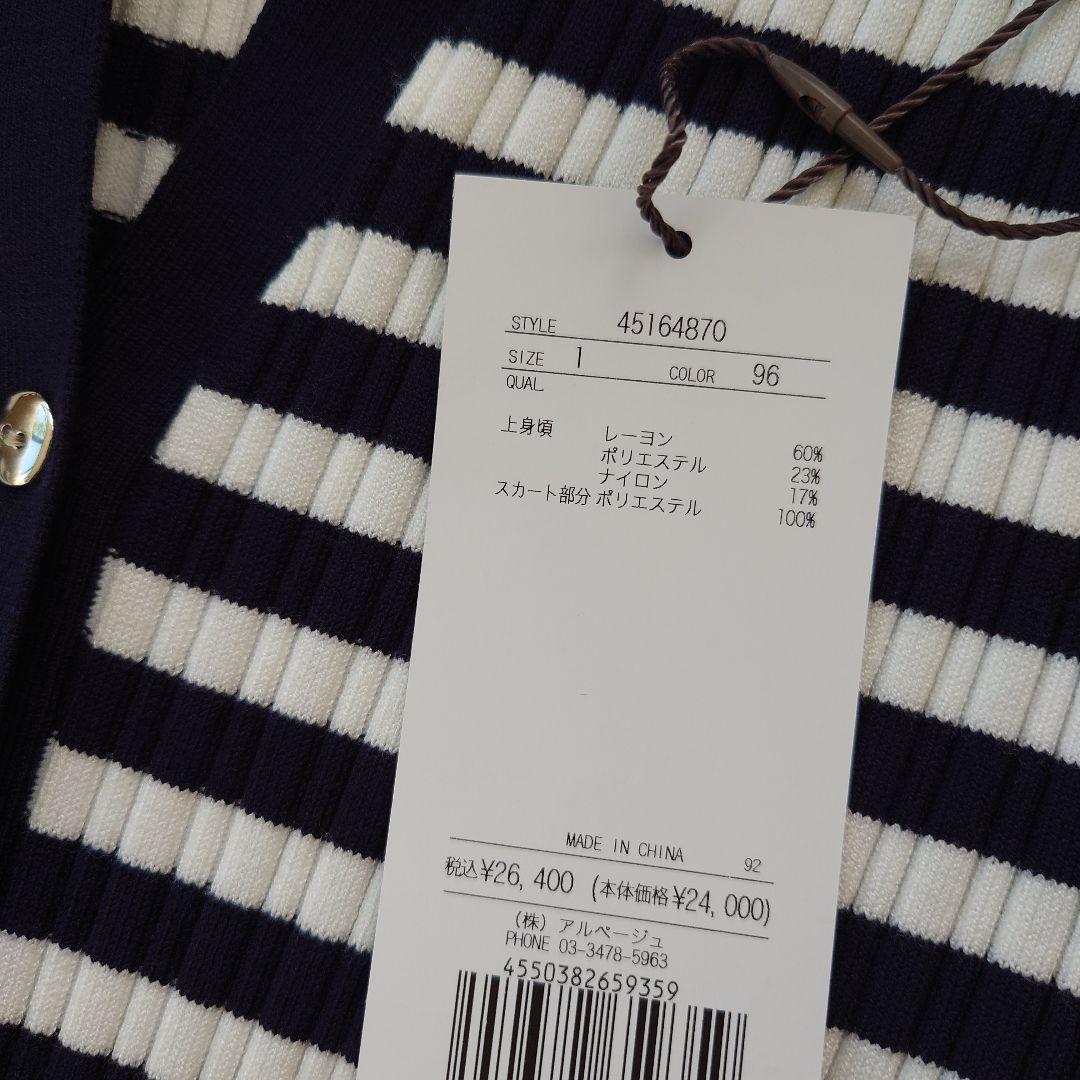 STYLE 45164870
SIZE 1 COLOR 96
QUAL
上身頃 レーヨン 60%
ポリエステル 23%
ナイロン 17%
スカート部分 ポリエステル 100%
MADE IN CHINA 92
税込¥26,400 (本体価格¥24,000)
(株) アルページュ
PHONE 03-3478-5963
4550382659359